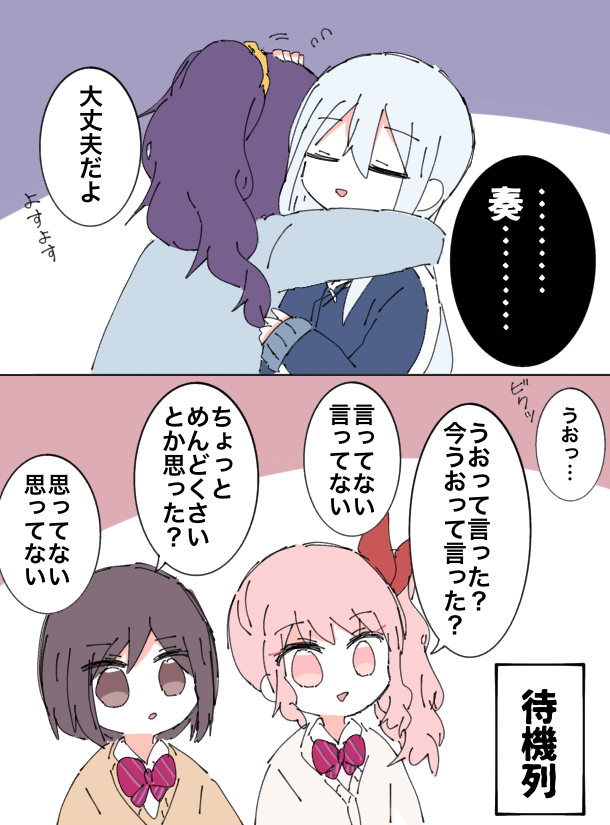 ………
奏………
大丈夫だよ
よすよす
うおっ…
ビクッ
うおって言った？
今うおって言った？
言ってない
言ってない
ちょっと
めんどくさい
とか思った？
思ってない
思ってない
待機列